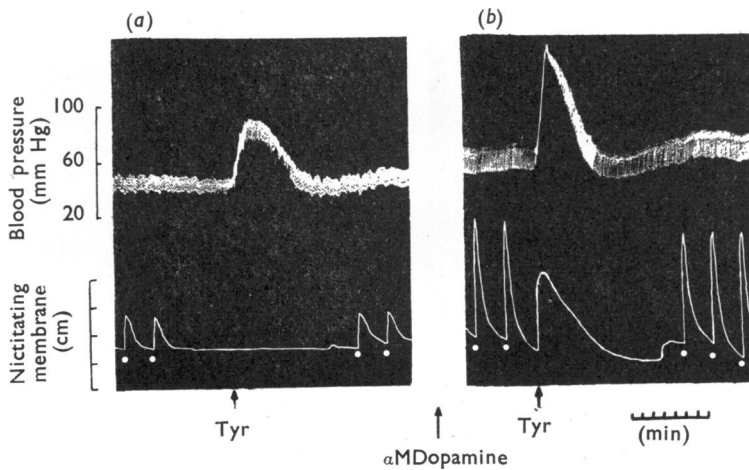 (a)
(b)
Blood pressure
(mm Hg)
100
60
20
Nictitating
membrane
(cm)
Tyr
αMDopamine
Tyr
(min)